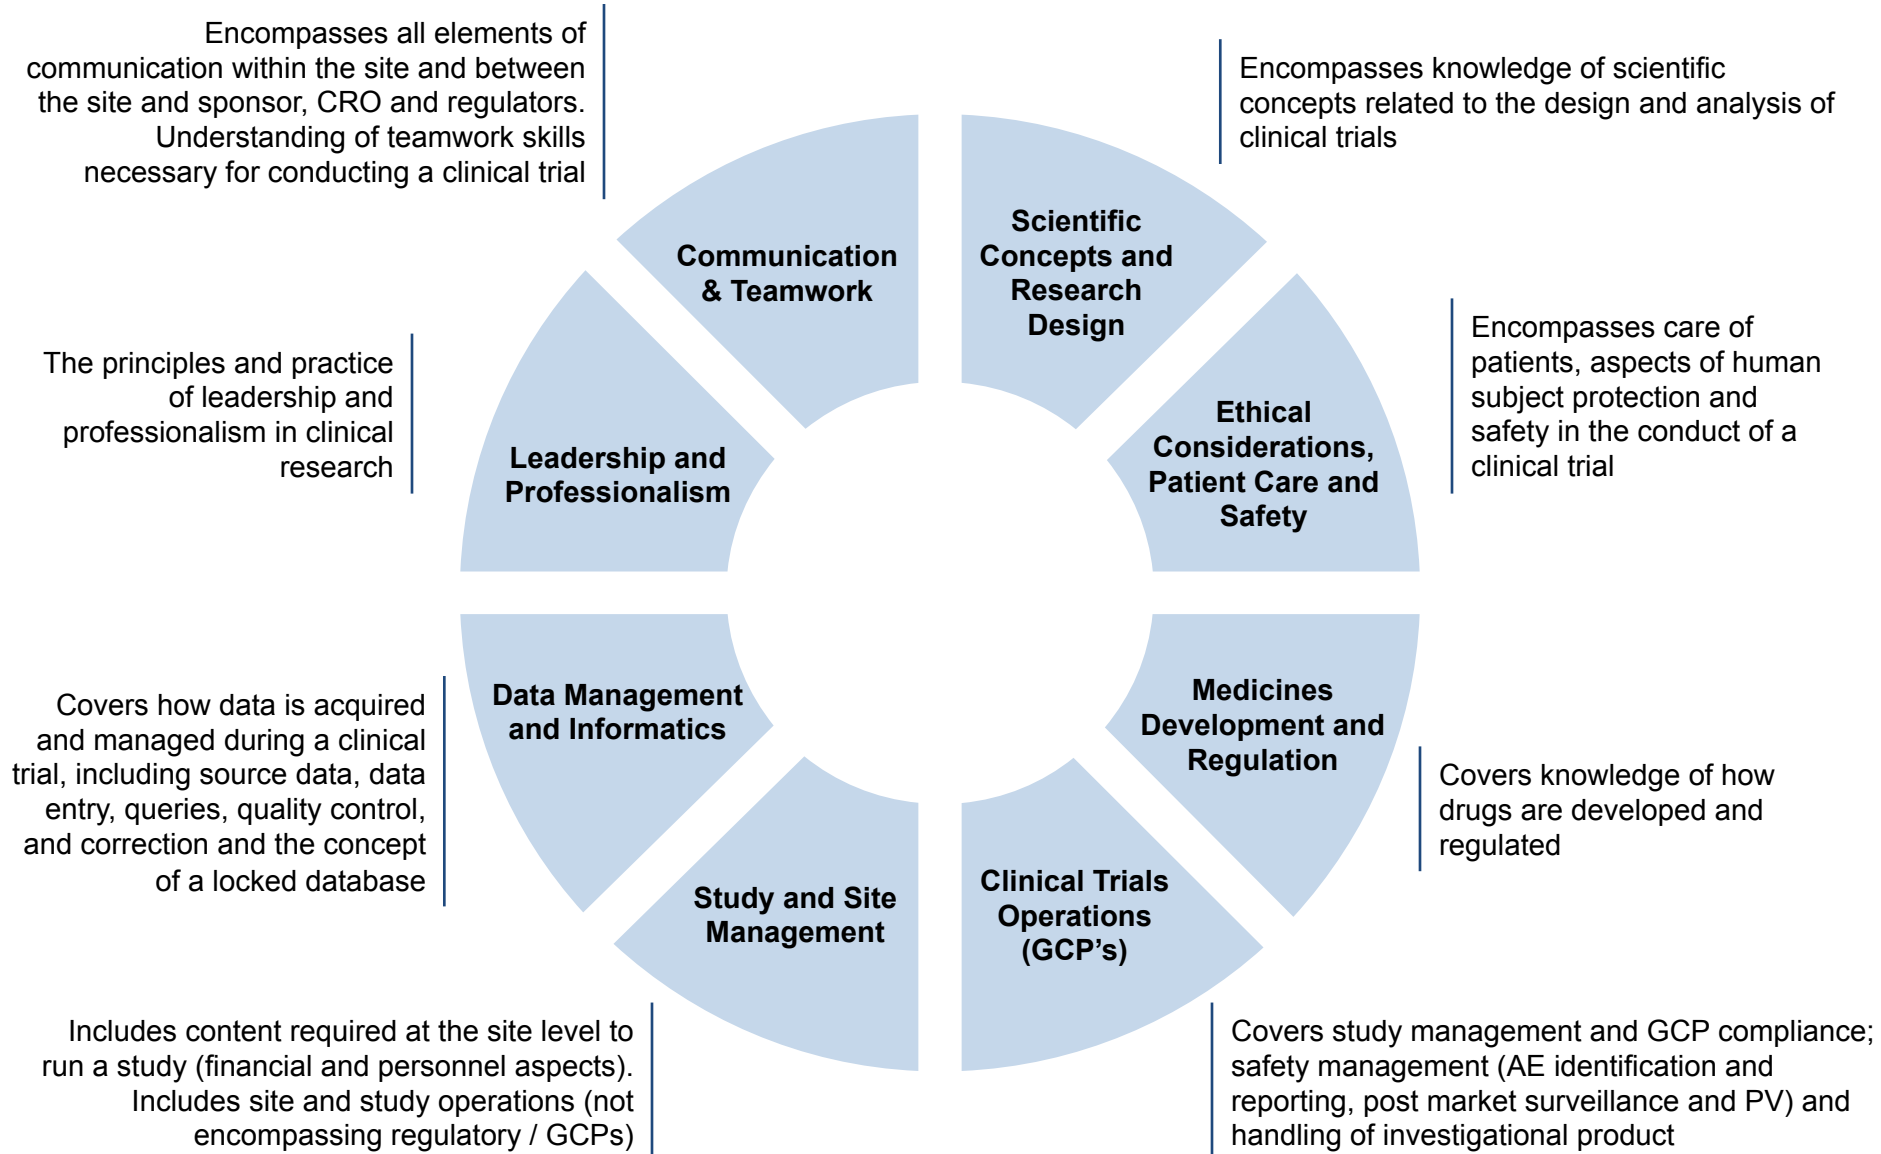 Encompasses all elements of
communication within the site and between
the site and sponsor, CRO and regulators.
Understanding of teamwork skills
necessary for conducting a clinical trial
Encompasses knowledge of scientific
concepts related to the design and analysis of
clinical trials
Communication
& Teamwork
Scientific
Concepts and
Research
Design
The principles and practice
of leadership and
professionalism in clinical
research
Leadership and
Professionalism
Ethical
Considerations,
Patient Care and
Safety
Encompasses care of
patients, aspects of human
subject protection and
safety in the conduct of a
clinical trial
Covers how data is acquired
and managed during a clinical
trial, including source data, data
entry, queries, quality control,
and correction and the concept
of a locked database
Data Management
and Informatics
Medicines
Development and
Regulation
Covers knowledge of how
drugs are developed and
regulated
Study and Site
Management
Clinical Trials
Operations
(GCP’s)
Includes content required at the site level to
run a study (financial and personnel aspects).
Includes site and study operations (not
encompassing regulatory / GCPs)
Covers study management and GCP compliance;
safety management (AE identification and
reporting, post market surveillance and PV) and
handling of investigational product